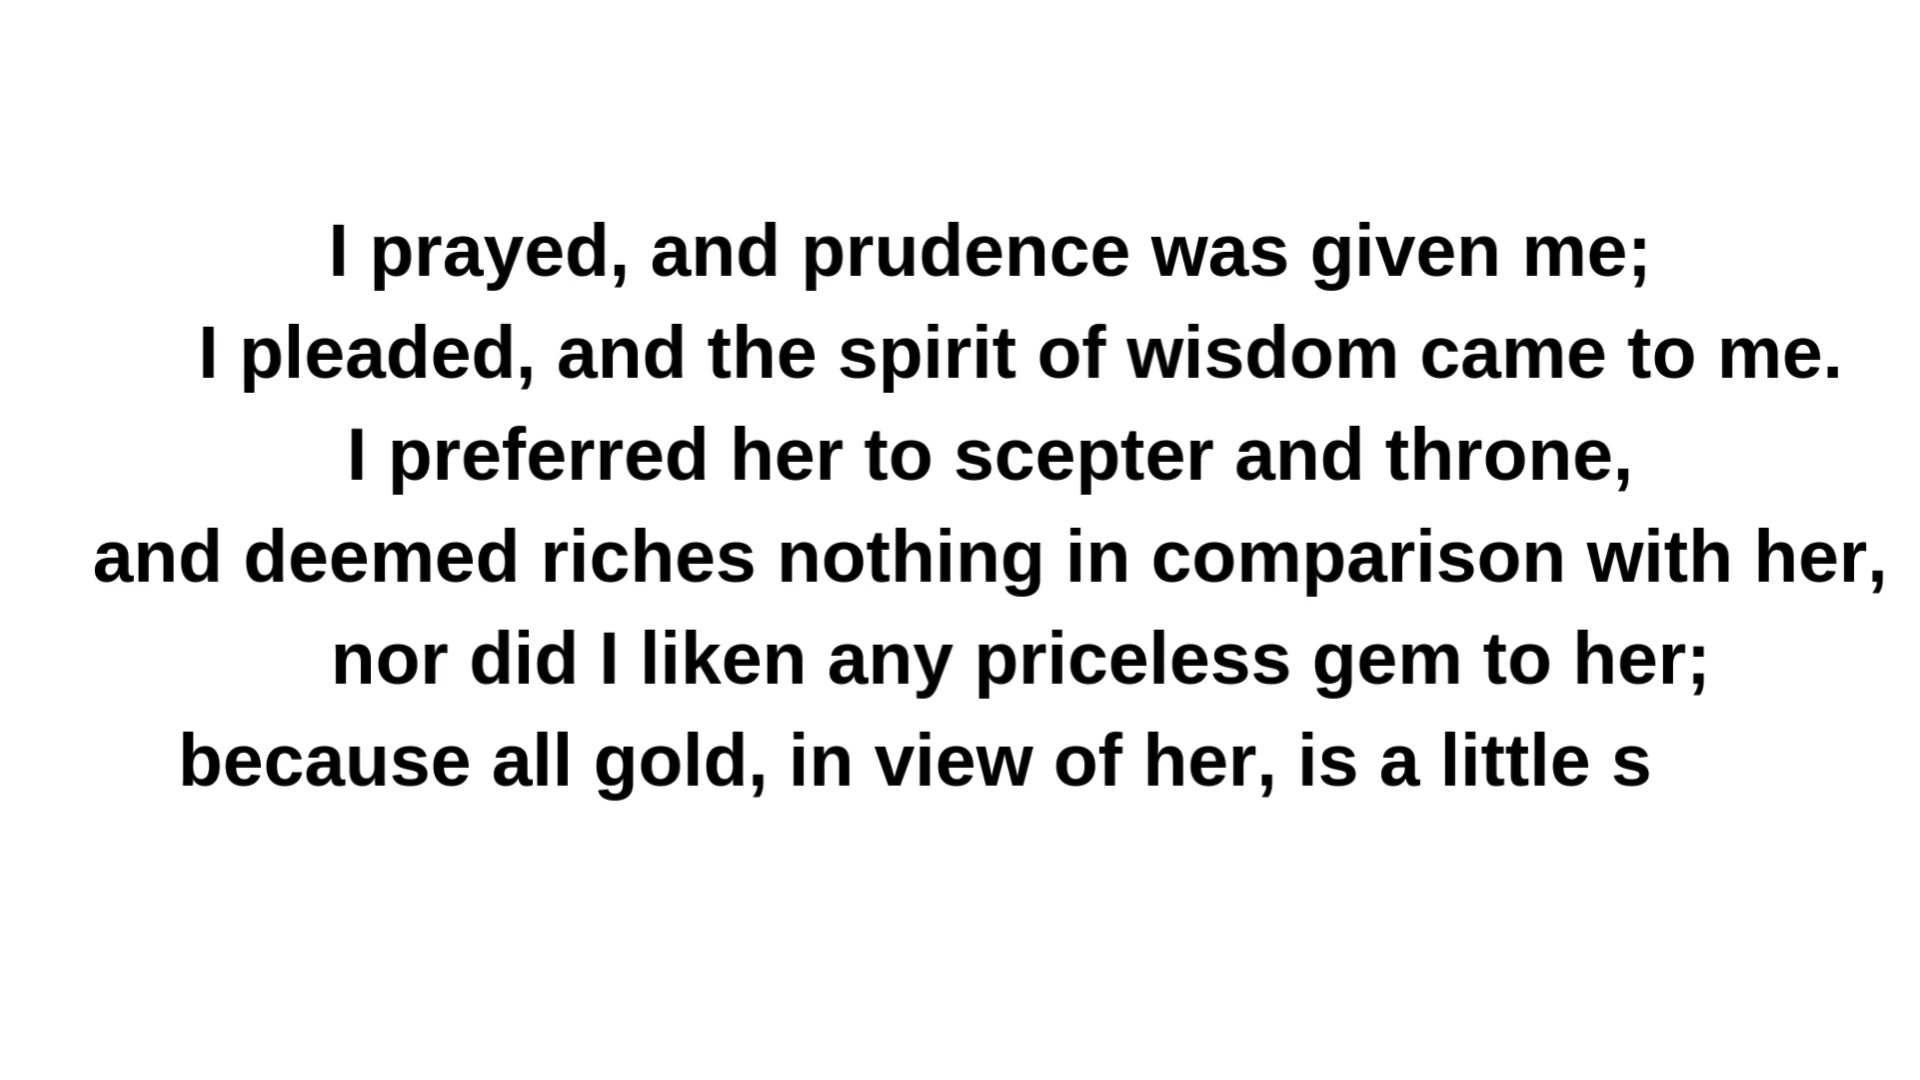 I prayed, and prudence was given me;
I pleaded, and the spirit of wisdom came to me.
I preferred her to scepter and throne,
and deemed riches nothing in comparison with her,
nor did I liken any priceless gem to her;
because all gold, in view of her, is a little s